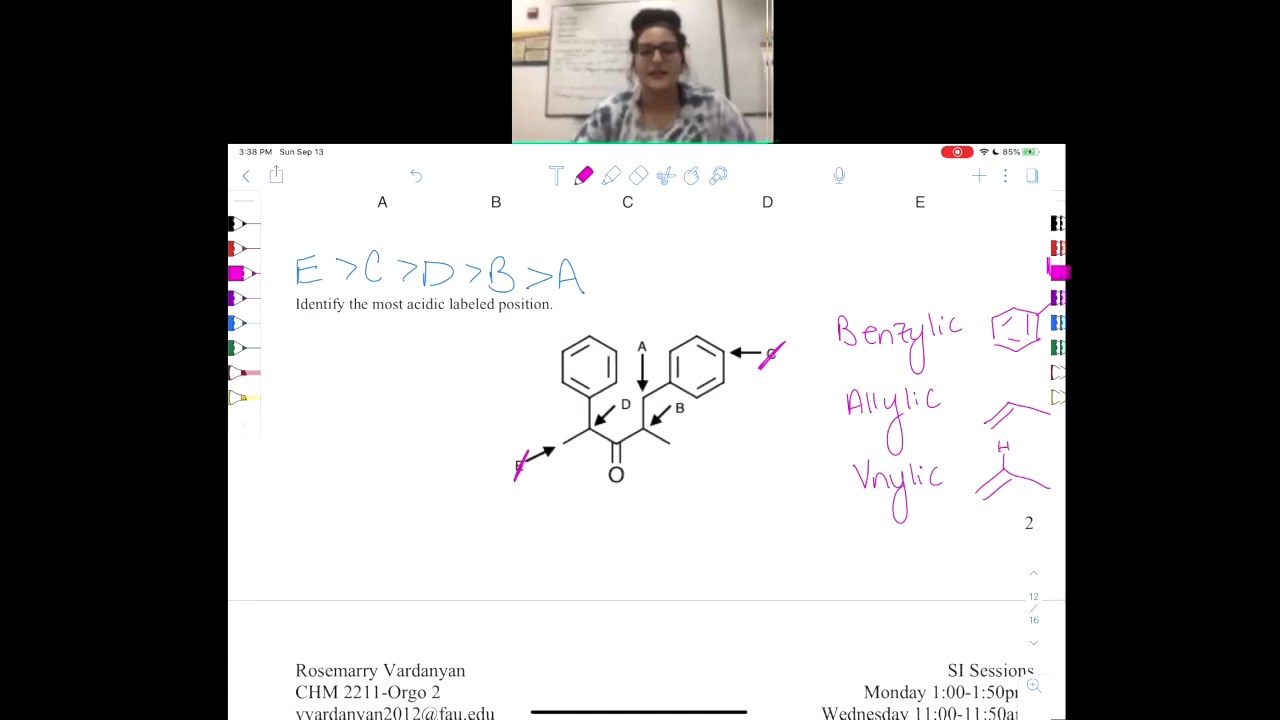 3:38 PM Sun Sep 13
85%
T
A B C D E
E > C > D > B > A
Identify the most acidic labeled position.
Benzylic
A
C
D
B
Allylic
H
E
O
Vnylic
2
12
/
16
Rosemarry Vardanyan
SI Sessions
CHM 2211-Orgo 2
Monday 1:00-1:50pm
vvardanyan2012@fau.edu
Wednesday 11:00-11:50a